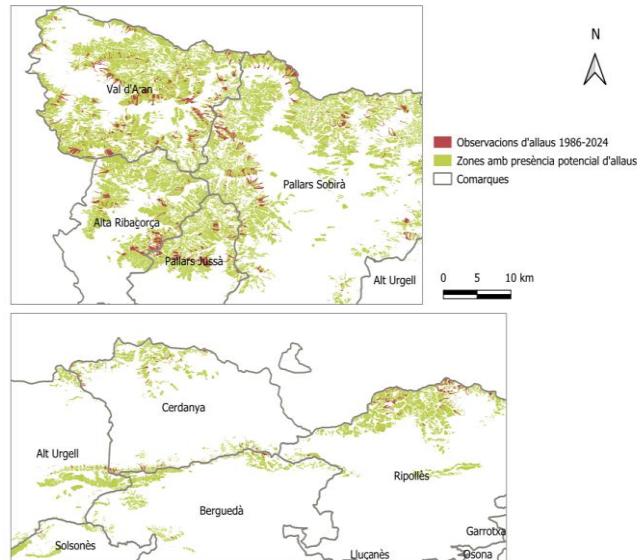 Val d'Aran
N
Observacions d'allaus 1986-2024
Zones amb presència potencial d'allaus
Comarques
Pallars Sobirà
Alta Ribagorça
Pallars Jussà
Alt Urgell
0 5 10 km
Cerdanya
Alt Urgell
Ripollès
Berguedà
Garrotxa
Solsonès
Lluçanès
Osona